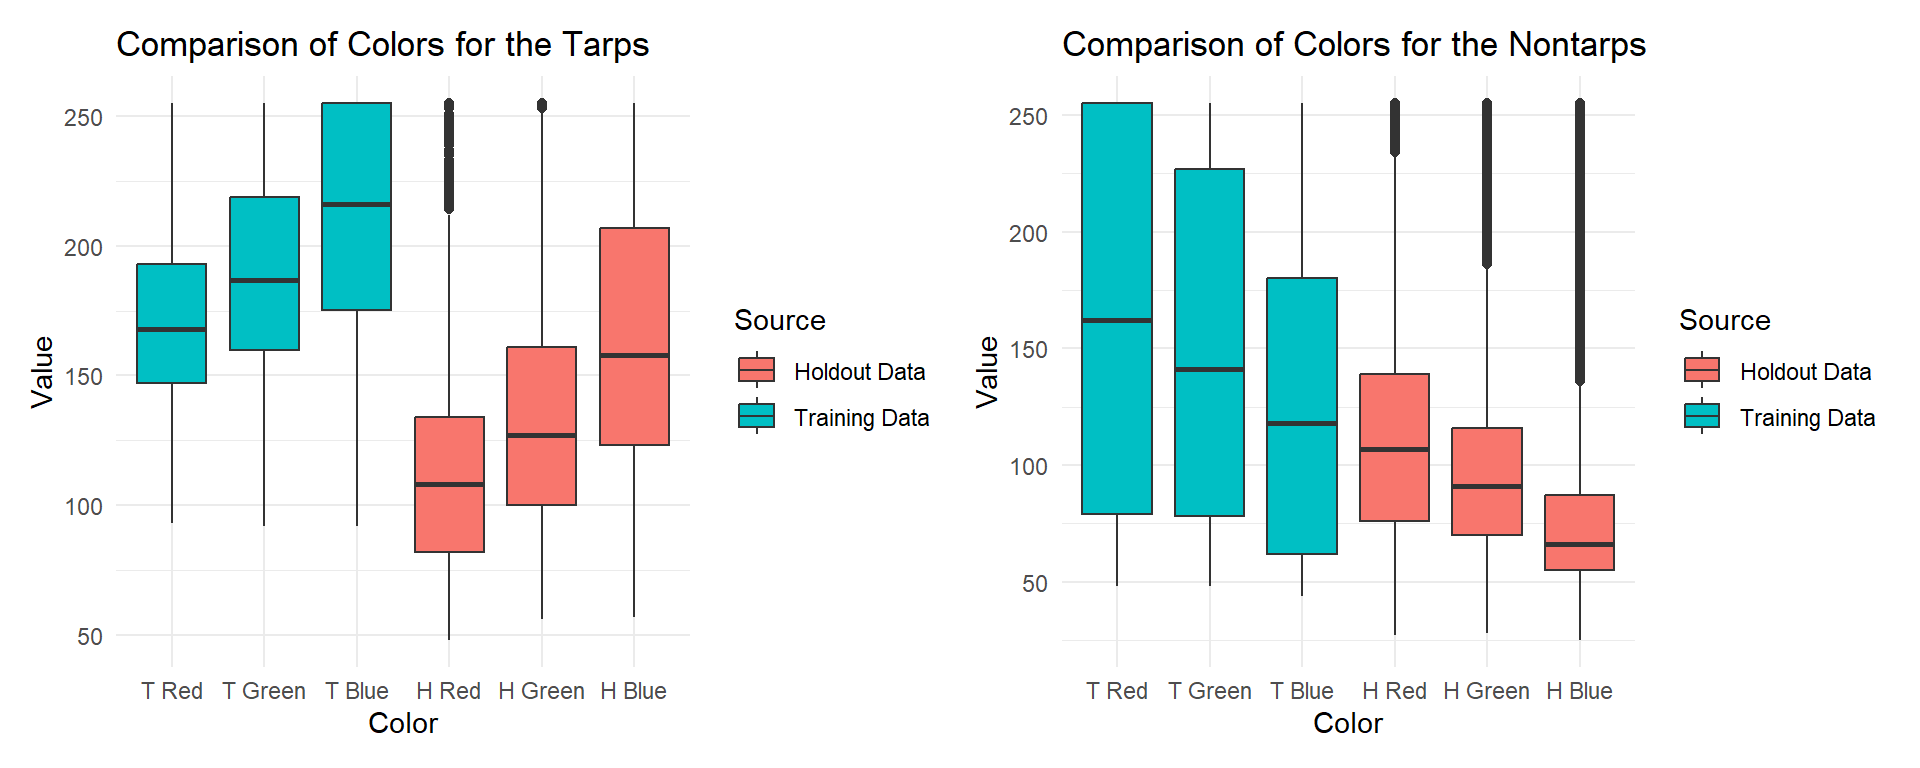 Comparison of Colors for the Tarps
Value
250
200
150
100
50
T Red T Green T Blue H Red H Green H Blue
Color
Source
Holdout Data
Training Data
Comparison of Colors for the Nontarps
Value
250
200
150
100
50
T Red T Green T Blue H Red H Green H Blue
Color
Source
Holdout Data
Training Data